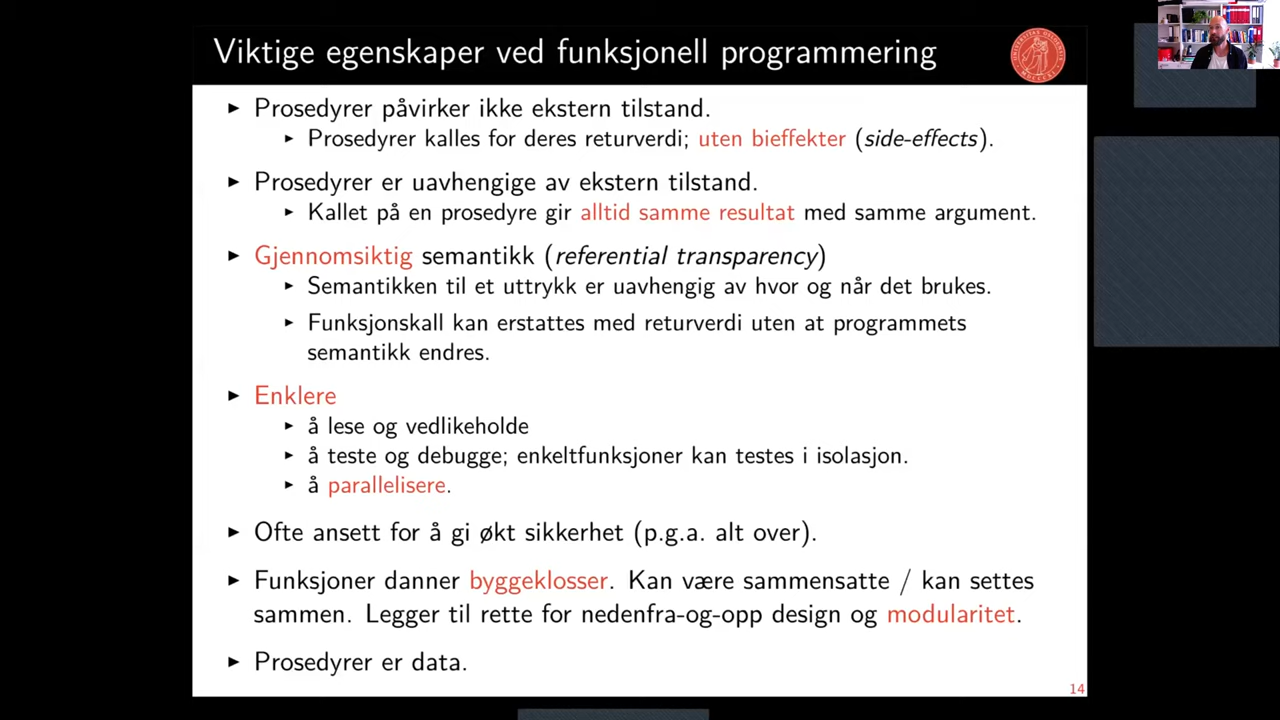 Viktige egenskaper ved funksjonell programmering
Prosedyrer påvirker ikke ekstern tilstand.
Prosedyrer kalles for deres returverdi; uten bieffekter (side-effects).
Prosedyrer er uavhengige av ekstern tilstand.
Kallet på en prosedyre gir alltid samme resultat med samme argument.
Gjennomsiktig semantikk (referential transparency)
Semantikken til et uttrykk er uavhengig av hvor og når det brukes.
Funksjonskall kan erstattes med returverdi uten at programmets
semantikk endres.
Enklere
å lese og vedlikeholde
å teste og debugge; enkeltfunksjoner kan testes i isolasjon.
å parallelisere.
Ofte ansett for å gi økt sikkerhet (p.g.a. alt over).
Funksjoner danner byggeklosser. Kan være sammensatte / kan settes
sammen. Legger til rette for nedenfra-og-opp design og modularitet.
Prosedyrer er data.
14